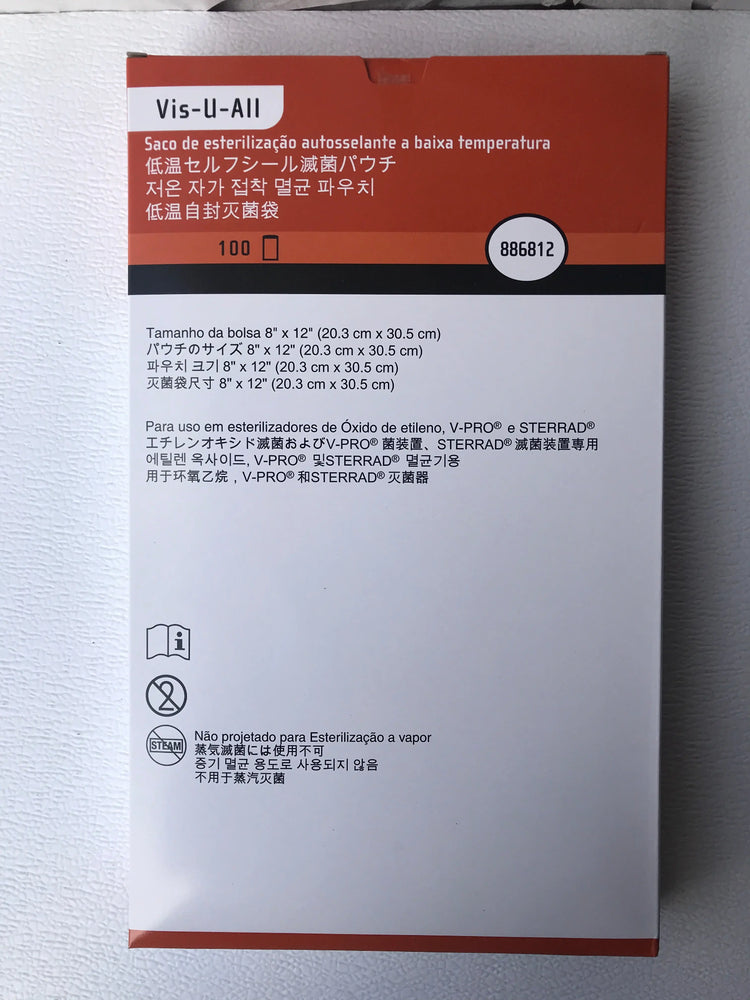 Vis-U-All
Saco de esterilização autosselante a baixa temperatura
低温セルフシール滅菌パウチ
저온 자가 접착 멸균 파우치
低温自封灭菌袋
100
886812
Tamanho da bolsa 8" x 12" (20.3 cm x 30.5 cm)
パウチのサイズ 8" x 12" (20.3 cm x 30.5 cm)
파우치 크기 8" x 12" (20.3 cm x 30.5 cm)
灭菌袋尺寸 8" x 12" (20.3 cm x 30.5 cm)
Para uso em esterilizadores de Óxido de etileno, V-PRO® e STERRAD®
エチレンオキシド滅菌およびV-PRO® 菌装置、STERRAD® 滅菌装置専用
에틸렌 옥사이드, V-PRO® 및STERRAD® 멸균기용
用于环氧乙烷 , V-PRO® 和STERRAD® 灭菌器
i
2
STEAM
Não projetado para Esterilização a vapor
蒸気滅菌には使用不可
증기 멸균 용도로 사용되지 않음
不用于蒸汽灭菌